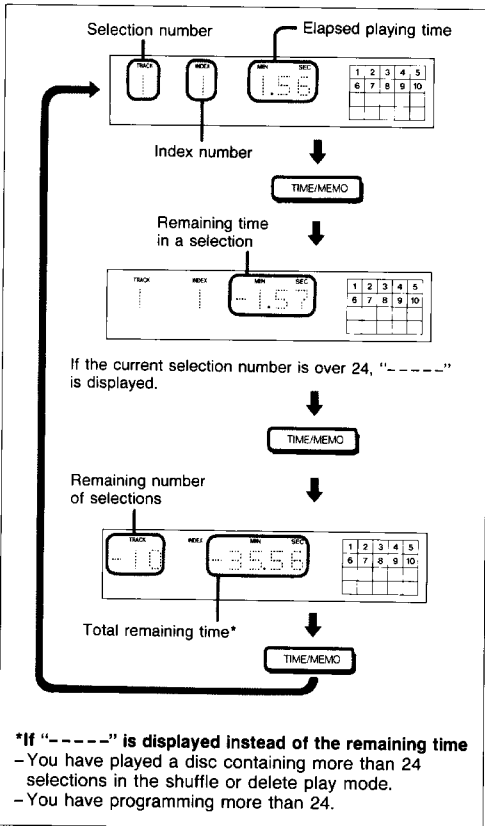 Selection number
Elapsed playing time
TRACK INDEX MIN SEC
1 1 1.56
1 2 3 4 5
6 7 8 9 10
Index number
TIME/MEMO
Remaining time
in a selection
TRACK INDEX MIN SEC
1 1 -1.57
1 2 3 4 5
6 7 8 9 10
If the current selection number is over 24, "-----"
is displayed.
TIME/MEMO
Remaining number
of selections
TRACK INDEX MIN SEC
-10 -35.56
1 2 3 4 5
6 7 8 9 10
Total remaining time*
TIME/MEMO
*If "-----" is displayed instead of the remaining time
-You have played a disc containing more than 24
selections in the shuffle or delete play mode.
-You have programming more than 24.